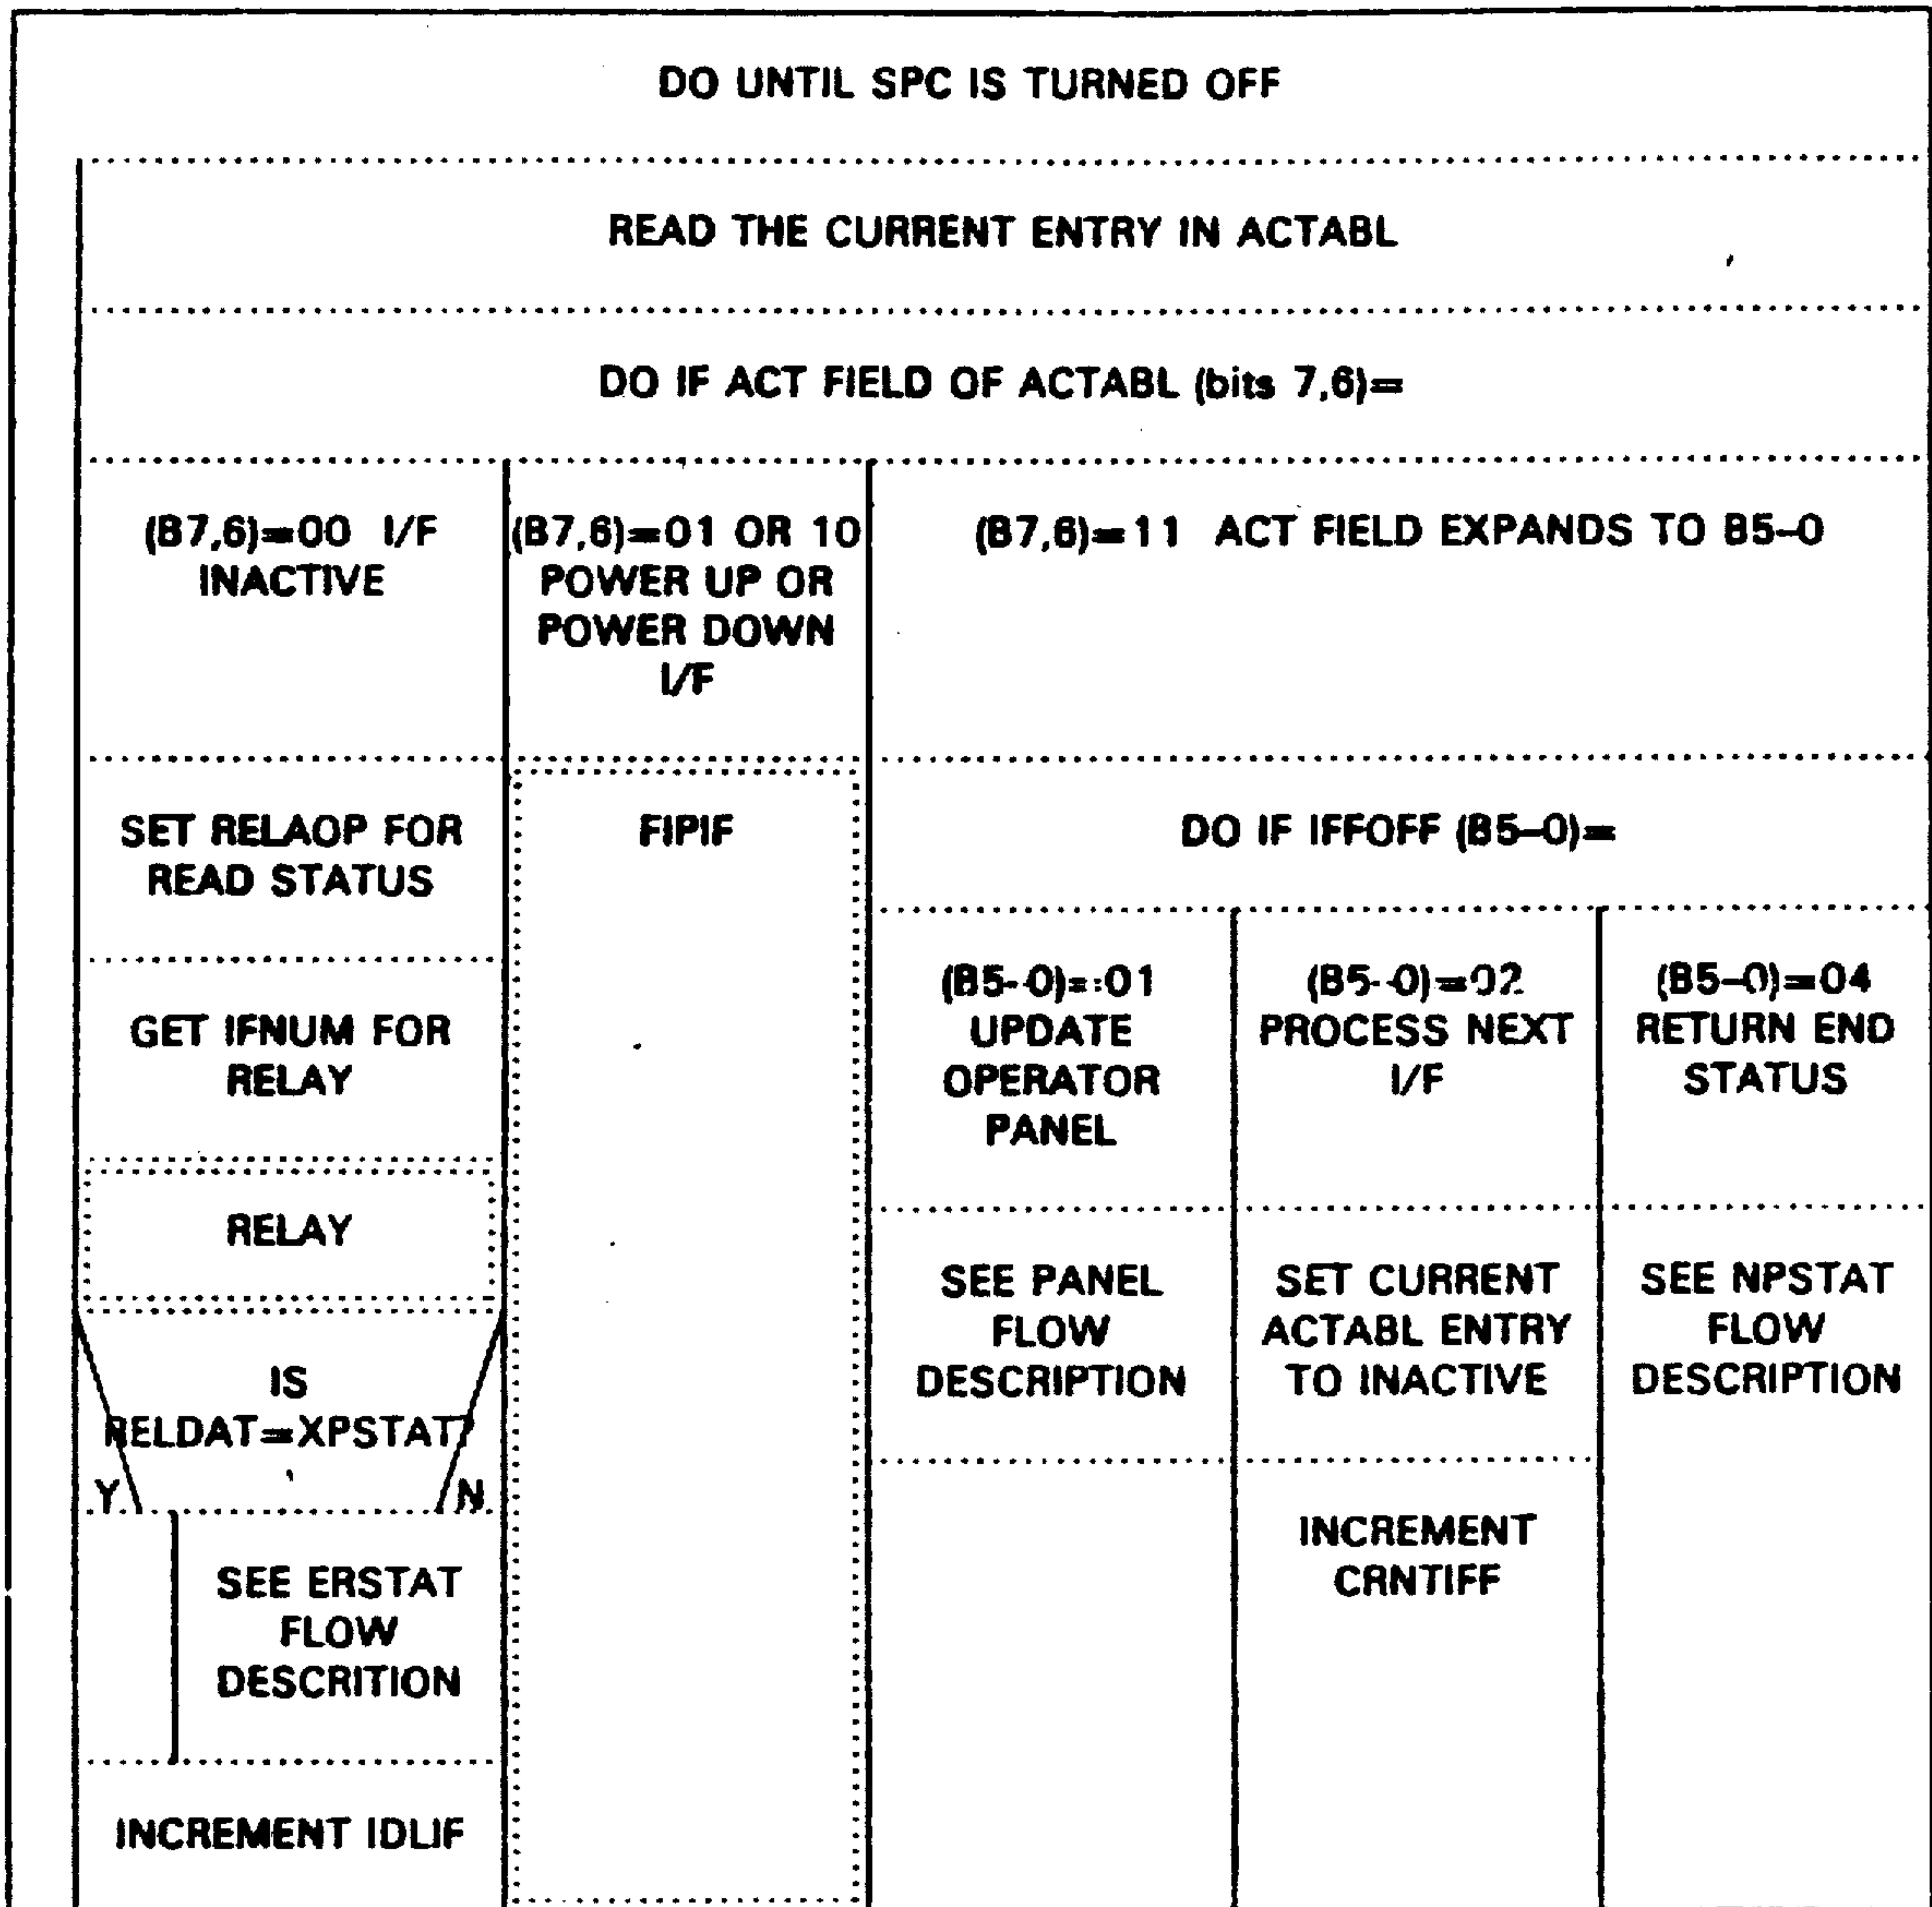 DO UNTIL SPC IS TURNED OFF
READ THE CURRENT ENTRY IN ACTABL
DO IF ACT FIELD OF ACTABL (bits 7,6)=
(B7,6)=00 I/F
INACTIVE
(B7,6)=01 OR 10
POWER UP OR
POWER DOWN
I/F
(B7,6)=11 ACT FIELD EXPANDS TO B5-0
SET RELAOP FOR
READ STATUS
GET IFNUM FOR
RELAY
RELAY
IS
RELDAT=XPSTAT?
Y
N
SEE ERSTAT
FLOW
DESCRITION
INCREMENT IDLIF
FIPIF
DO IF IFFOFF (B5-0)=
(B5-0)=01
UPDATE
OPERATOR
PANEL
SEE PANEL
FLOW
DESCRIPTION
(B5-0)=02
PROCESS NEXT
I/F
SET CURRENT
ACTABL ENTRY
TO INACTIVE
INCREMENT
CRNTIFF
(B5-0)=04
RETURN END
STATUS
SEE NPSTAT
FLOW
DESCRIPTION